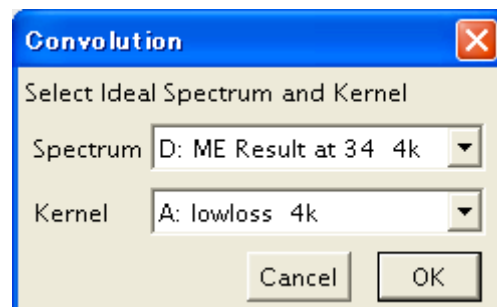 Convolution
Select Ideal Spectrum and Kernel
Spectrum D: ME Result at 34 4k
Kernel A: lowloss 4k
Cancel OK